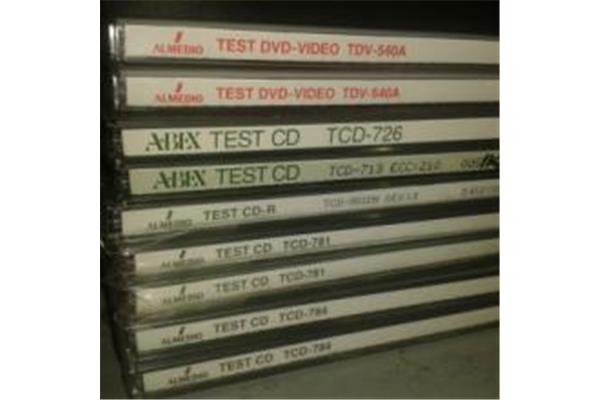 ALMEDIO TEST DVD-VIDEO TDV-540A
ALMEDIO TEST DVD-VIDEO TDV-540A
ABEX TEST CD TCD-726
ABEX TEST CD TCD-713
ALMEDIO TEST CD-R
ALMEDIO TEST CD TCD-781
ALMEDIO TEST CD TCD-781
ALMEDIO TEST CD TCD-784
ALMEDIO TEST CD TCD-784